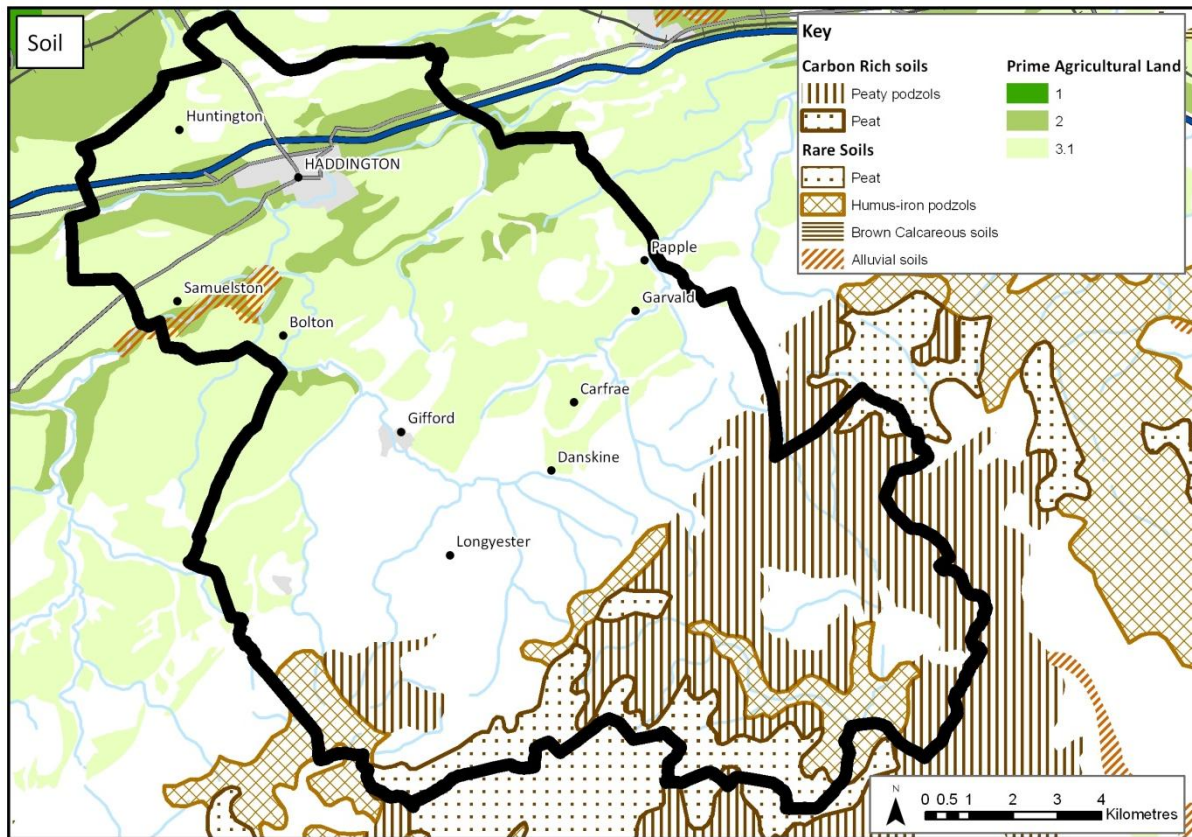 Soil
Key
Carbon Rich soils
Peaty podzols
Peat
Rare Soils
Peat
Humus-iron podzols
Brown Calcareous soils
Alluvial soils
Prime Agricultural Land
1
2
3.1
Huntington
HADDINGTON
Papple
Samuelston
Garvald
Bolton
Carfrae
Gifford
Danskine
Longyester
N
0 0.5 1 2 3 4
Kilometres